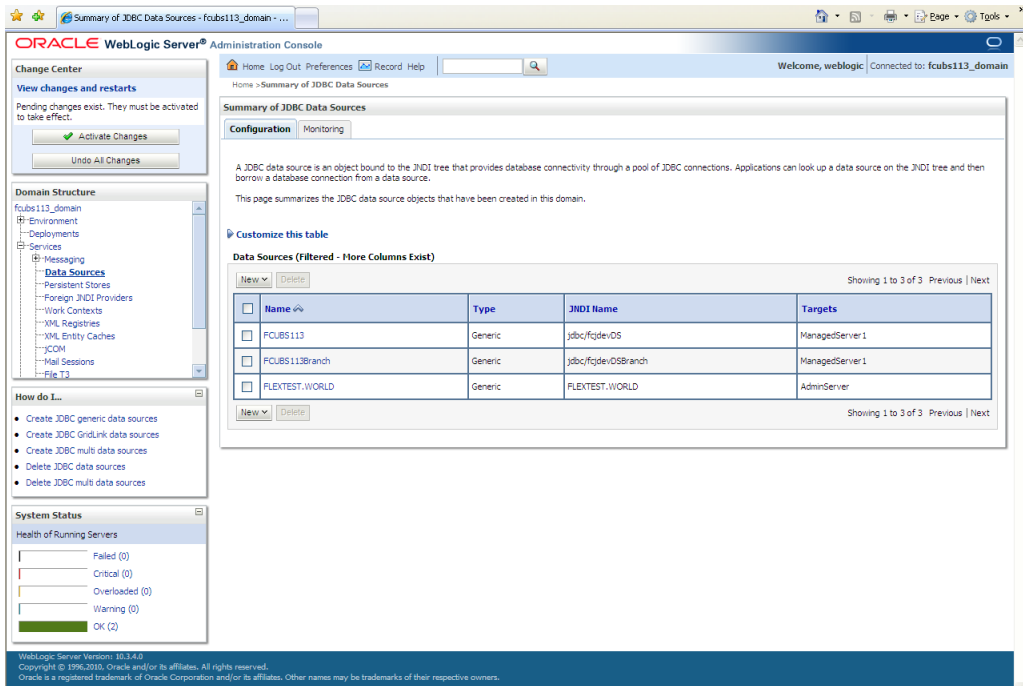 Summary of JDBC Data Sources - fcubs113_domain - ...
Page
Tools
ORACLE WebLogic Server® Administration Console
Change Center
View changes and restarts
Pending changes exist. They must be activated
to take effect.
Activate Changes
Undo All Changes
Domain Structure
fcubs113_domain
Environment
Deployments
Services
Messaging
Data Sources
Persistent Stores
Foreign JNDI Providers
Work Contexts
XML Registries
XML Entity Caches
jCOM
Mail Sessions
File T3
How do I...
Create JDBC generic data sources
Create JDBC GridLink data sources
Create JDBC multi data sources
Delete JDBC data sources
Delete JDBC multi data sources
System Status
Health of Running Servers
Failed (0)
Critical (0)
Overloaded (0)
Warning (0)
OK (2)
Home Log Out Preferences Record Help
Welcome, weblogic Connected to: fcubs113_domain
Home >Summary of JDBC Data Sources
Summary of JDBC Data Sources
Configuration Monitoring
A JDBC data source is an object bound to the JNDI tree that provides database connectivity through a pool of JDBC connections. Applications can look up a data source on the JNDI tree and then
borrow a database connection from a data source.
This page summarizes the JDBC data source objects that have been created in this domain.
Customize this table
Data Sources (Filtered - More Columns Exist)
New Delete Showing 1 to 3 of 3 Previous | Next
Name Type JNDI Name Targets
FCUBS113 Generic jdbc/fcjdevDS ManagedServer1
FCUBS113Branch Generic jdbc/fcjdevDSBranch ManagedServer1
FLEXTEST.WORLD Generic FLEXTEST.WORLD AdminServer
New Delete Showing 1 to 3 of 3 Previous | Next
WebLogic Server Version: 10.3.4.0
Copyright © 1996,2010, Oracle and/or its affiliates. All rights reserved.
Oracle is a registered trademark of Oracle Corporation and/or its affiliates. Other names may be trademarks of their respective owners.